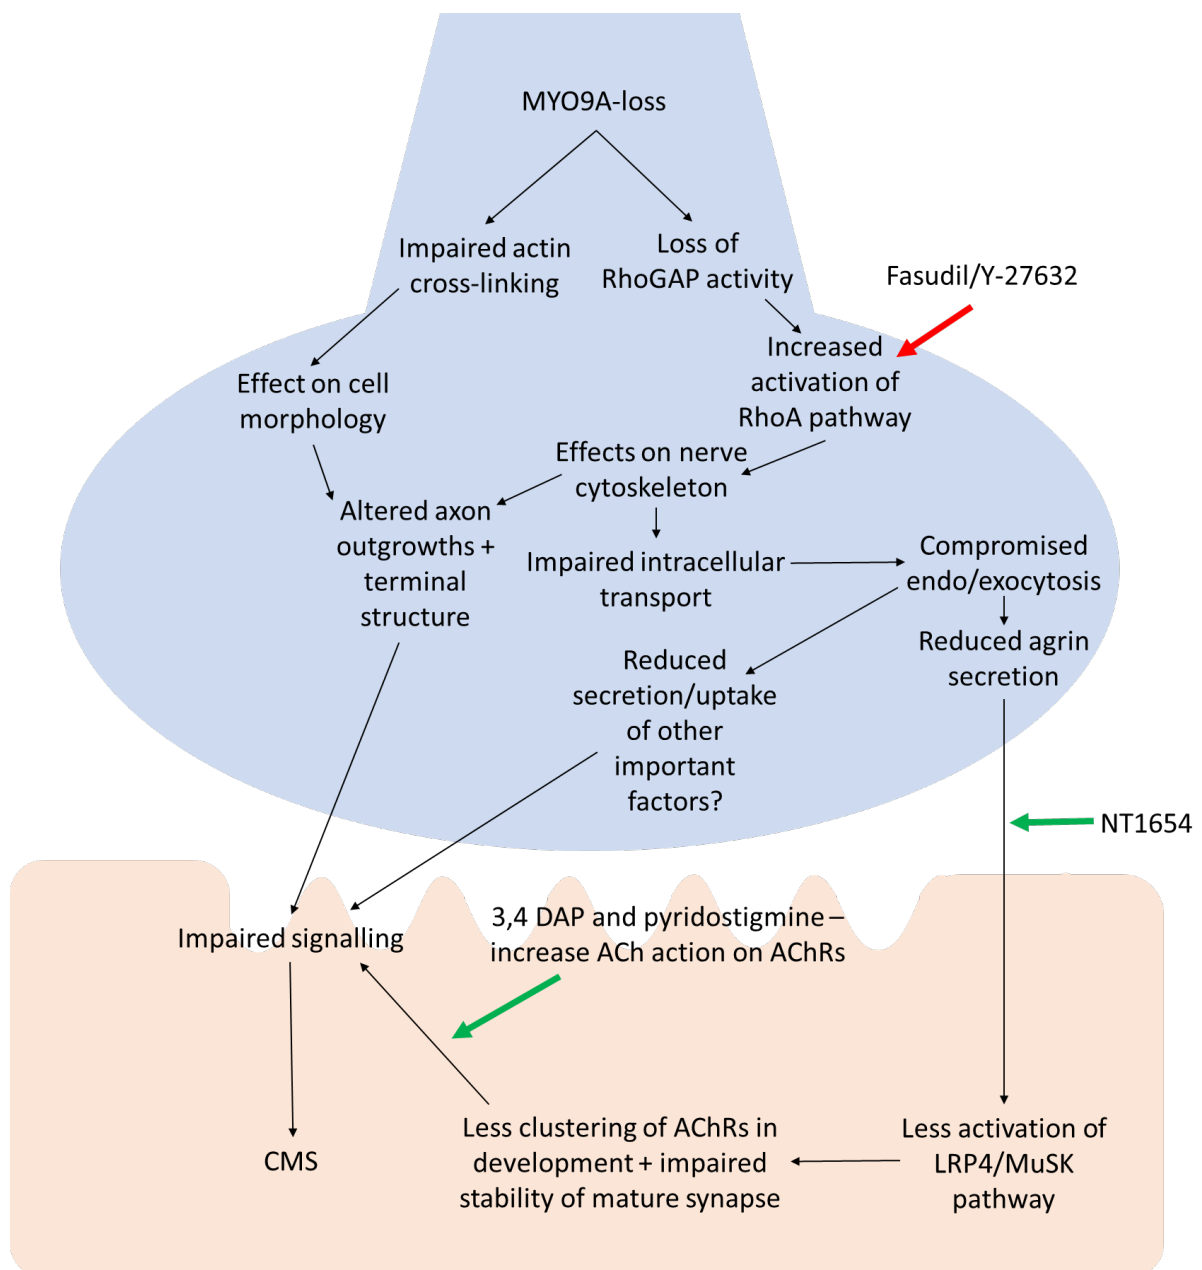 MYO9A-loss
Impaired actin
cross-linking
Loss of
RhoGAP activity
Fasudil/Y-27632
Effect on cell
morphology
Increased
activation of
RhoA pathway
Effects on nerve
cytoskeleton
Altered axon
outgrowths +
terminal
structure
Impaired intracellular
transport
Compromised
endo/exocytosis
Reduced agrin
secretion
Reduced
secretion/uptake
of other
important
factors?
NT1654
Impaired signalling
3,4 DAP and pyridostigmine –
increase ACh action on AChRs
CMS
Less clustering of AChRs in
development + impaired
stability of mature synapse
Less activation of
LRP4/MuSK
pathway